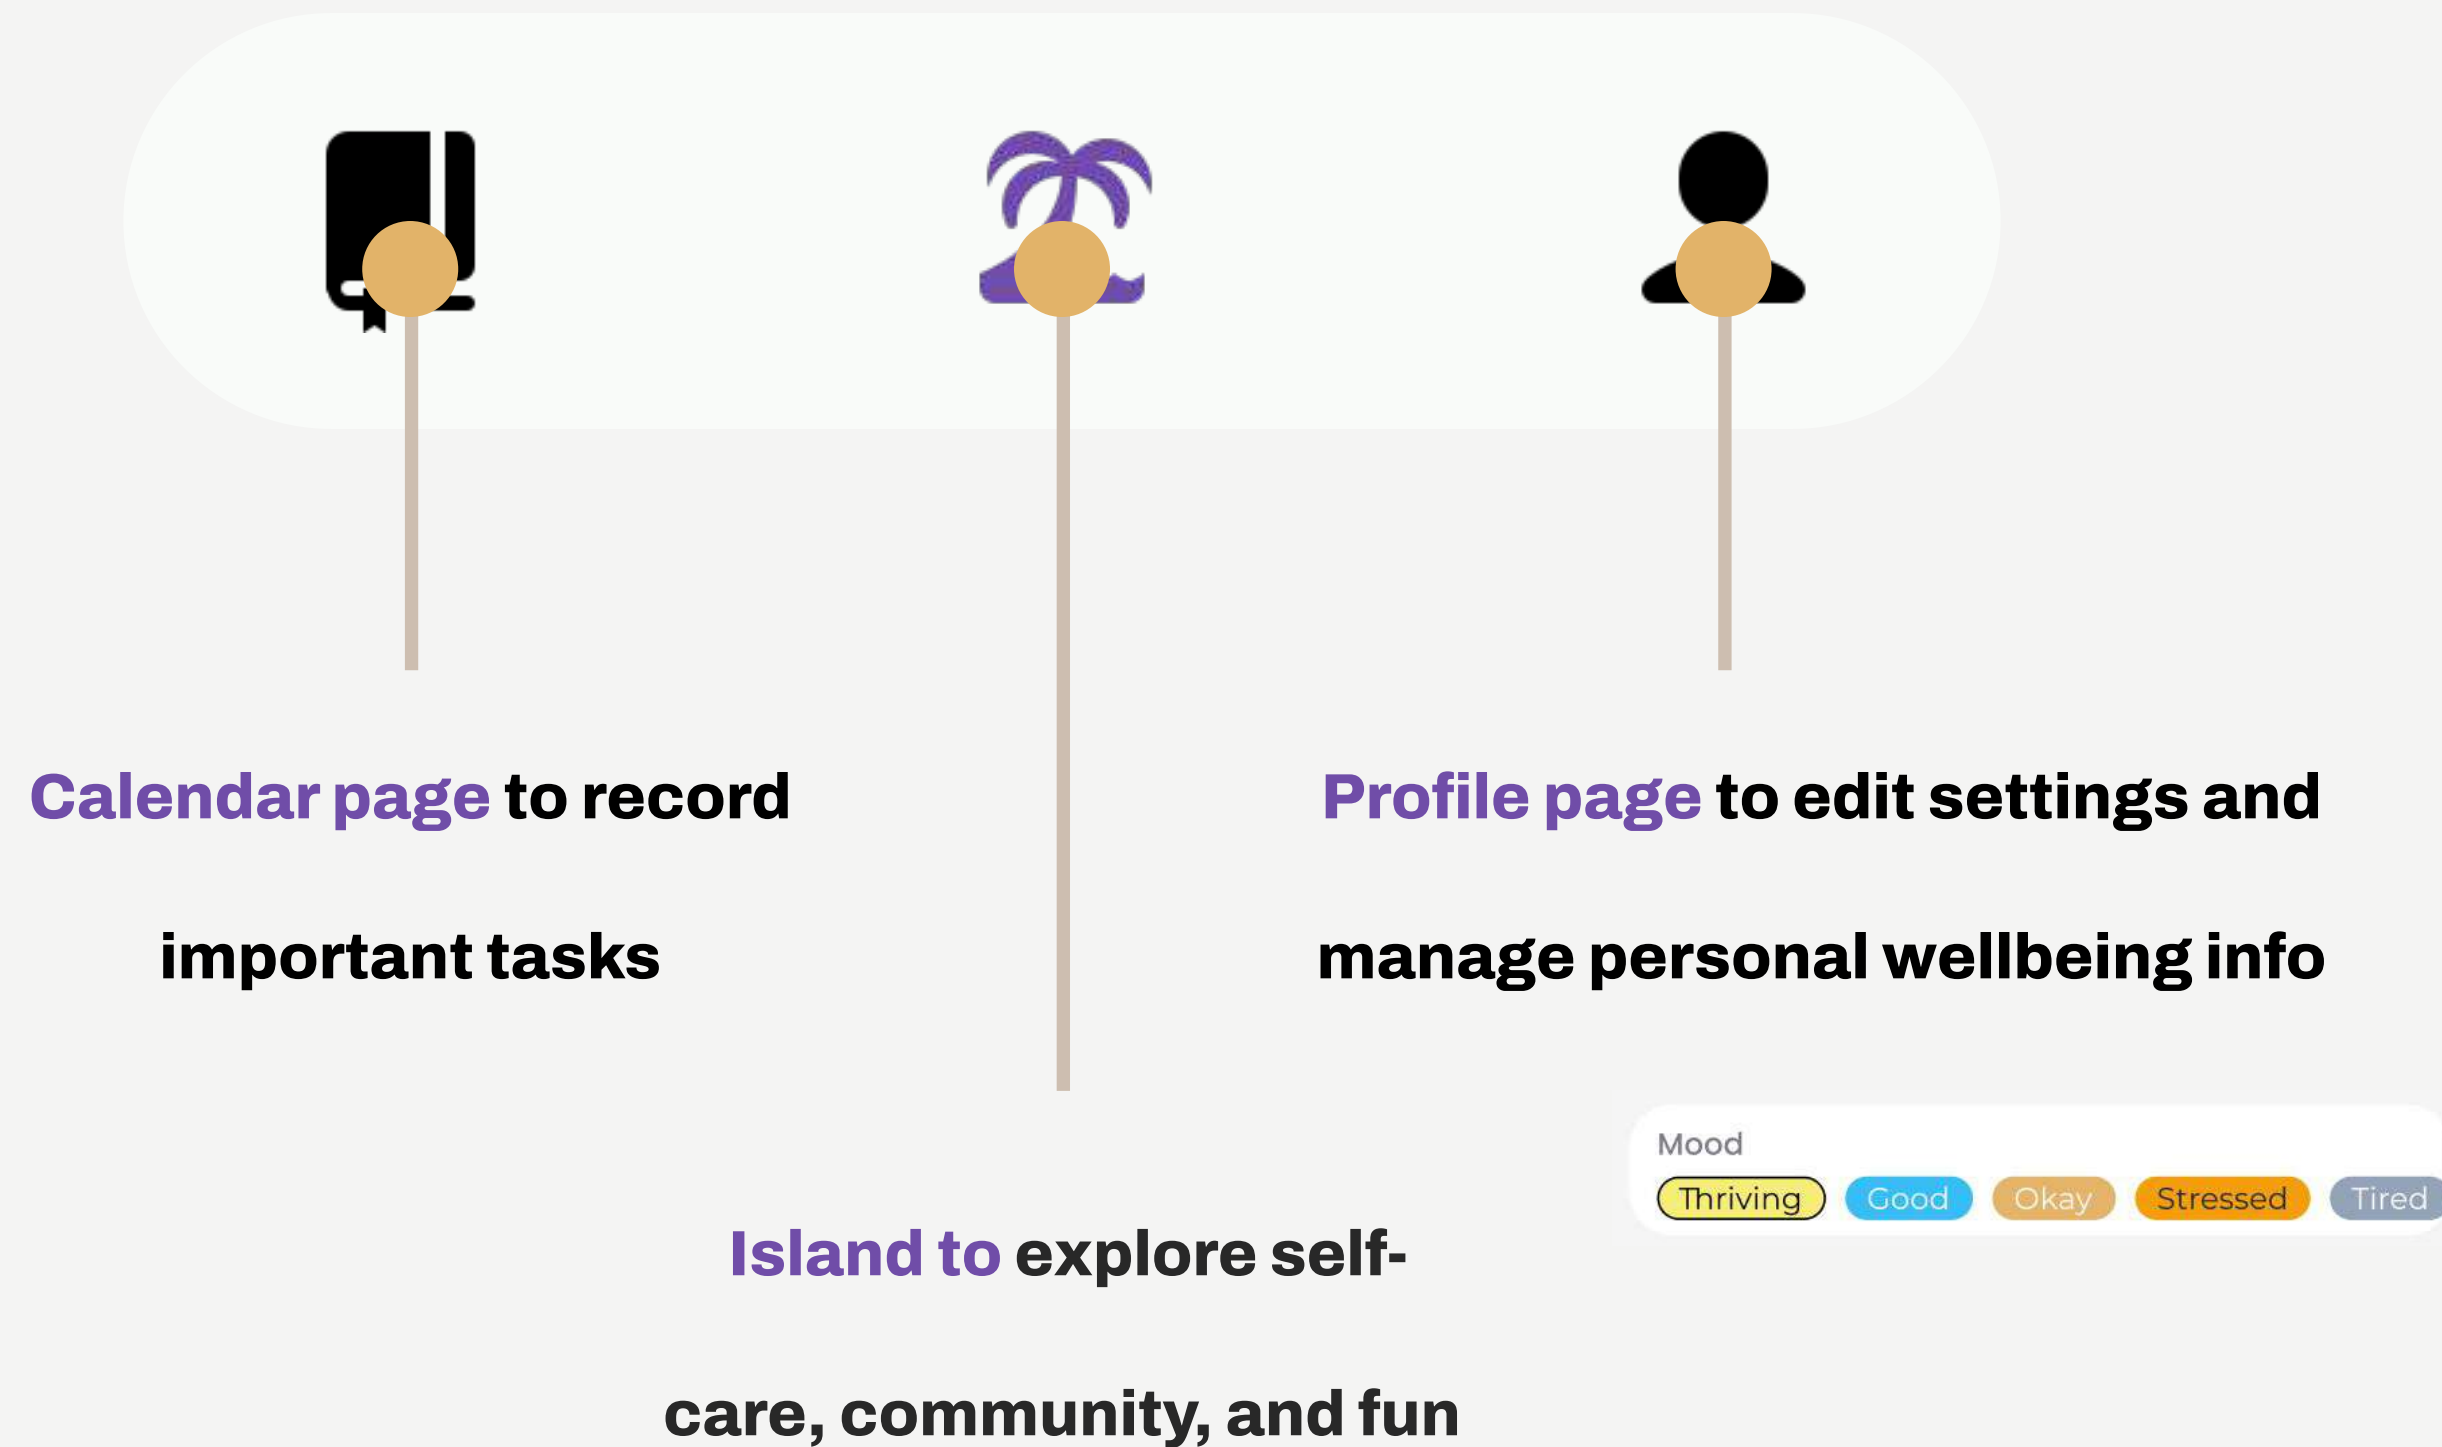 Calendar page to record
important tasks
Profile page to edit settings and
manage personal wellbeing info
Mood
Thriving Good Okay Stressed Tired
Island to explore self-
care, community, and fun